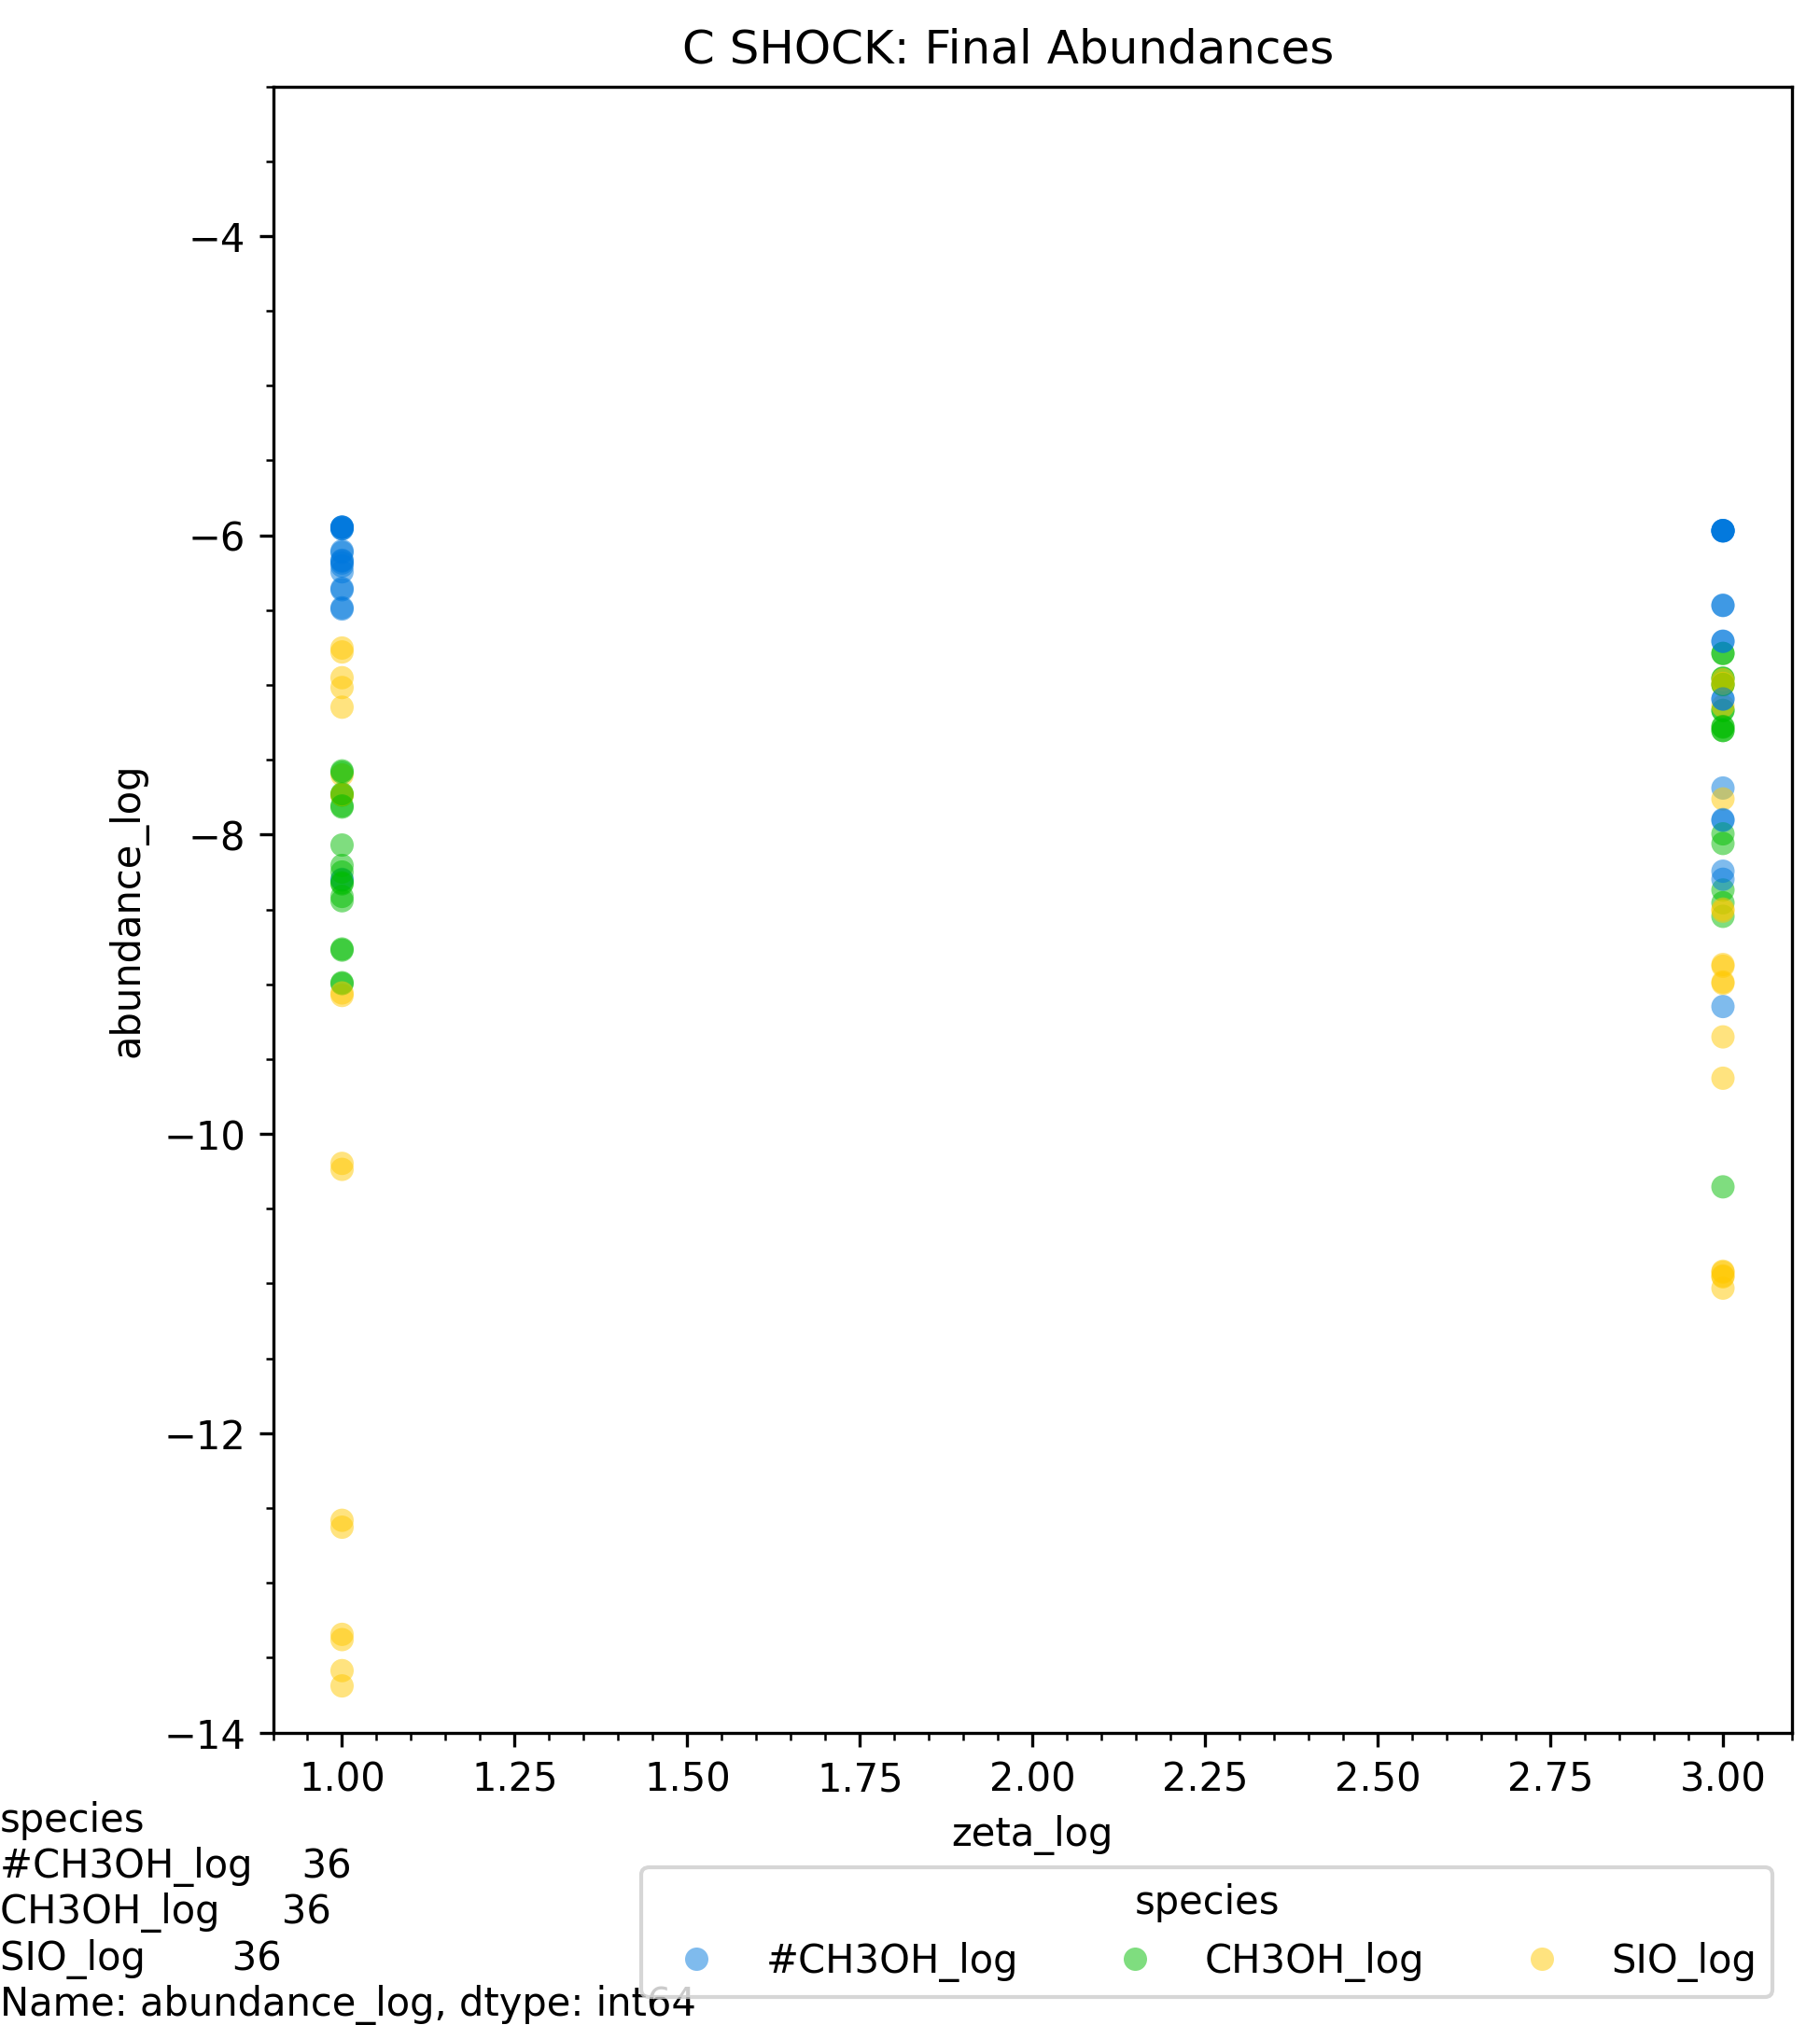 C SHOCK: Final Abundances
abundance_log
−4
−6
−8
−10
−12
−14
1.00 1.25 1.50 1.75 2.00 2.25 2.50 2.75 3.00
zeta_log
species
#CH3OH_log 36
CH3OH_log 36
SIO_log 36
Name: abundance_log, dtype: int64
species
#CH3OH_log CH3OH_log SIO_log